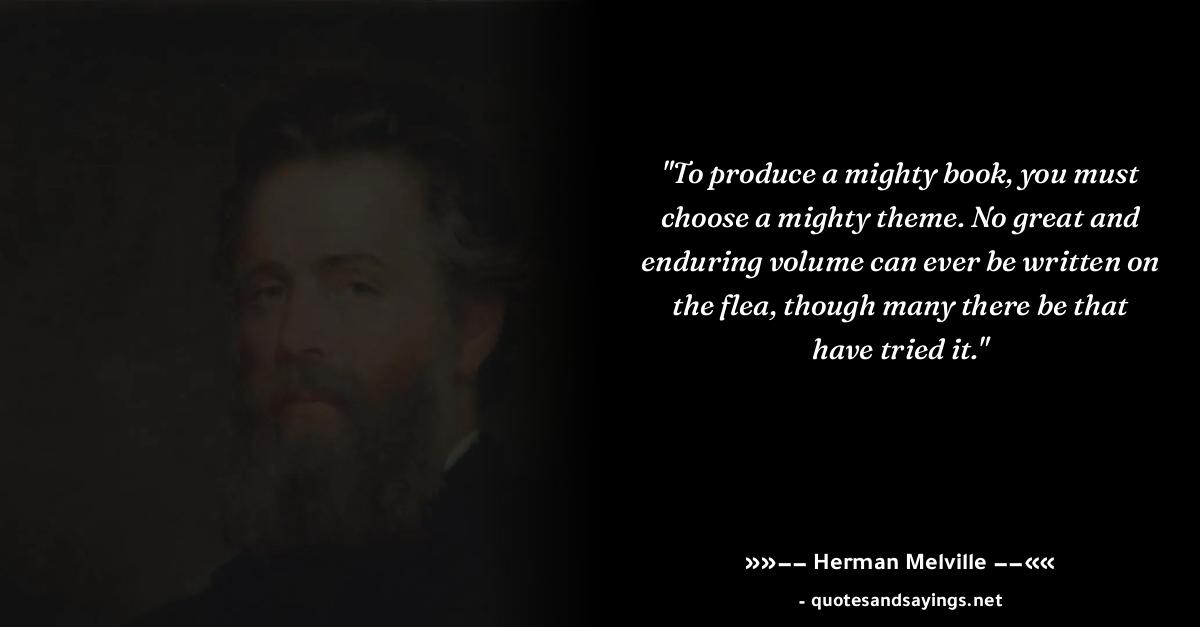 "To produce a mighty book, you must
choose a mighty theme. No great and
enduring volume can ever be written on
the flea, though many there be that
have tried it."
»»−− Herman Melville −−««
- quotesandsayings.net